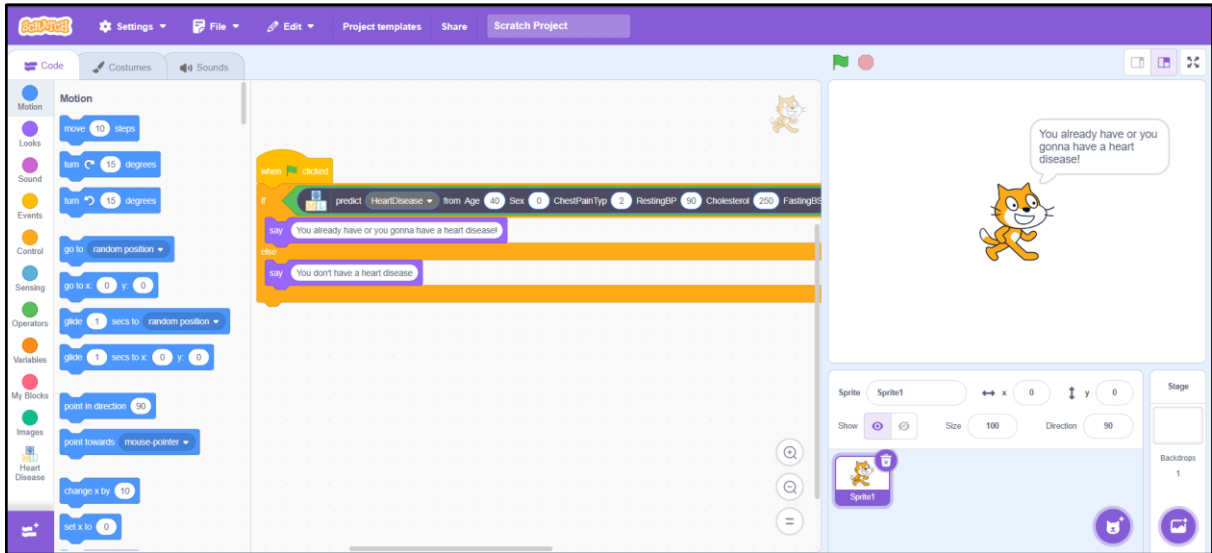 SCRATCH Settings File Edit Project templates Share Scratch Project
Code Costumes Sounds
Motion
Looks
Sound
Events
Control
Sensing
Operators
Variables
My Blocks
Images
Heart
Disease
Motion
move 10 steps
turn 15 degrees
turn 15 degrees
go to random position
go to x: 0 y: 0
glide 1 secs to random position
glide 1 secs to x: 0 y: 0
point in direction 90
point towards mouse-pointer
change x by 10
set x to 0
when clicked
if ML predict HeartDisease from Age 40 Sex 0 ChestPainTyp 2 RestingBP 90 Cholesterol 250 FastingBS
say You already have or you gonna have a heart disease!
else
say You don't have a heart disease
You already have or you
gonna have a heart
disease!
Sprite Sprite1 x 0 y 0
Show Size 100 Direction 90
Sprite1
Stage
Backdrops
1